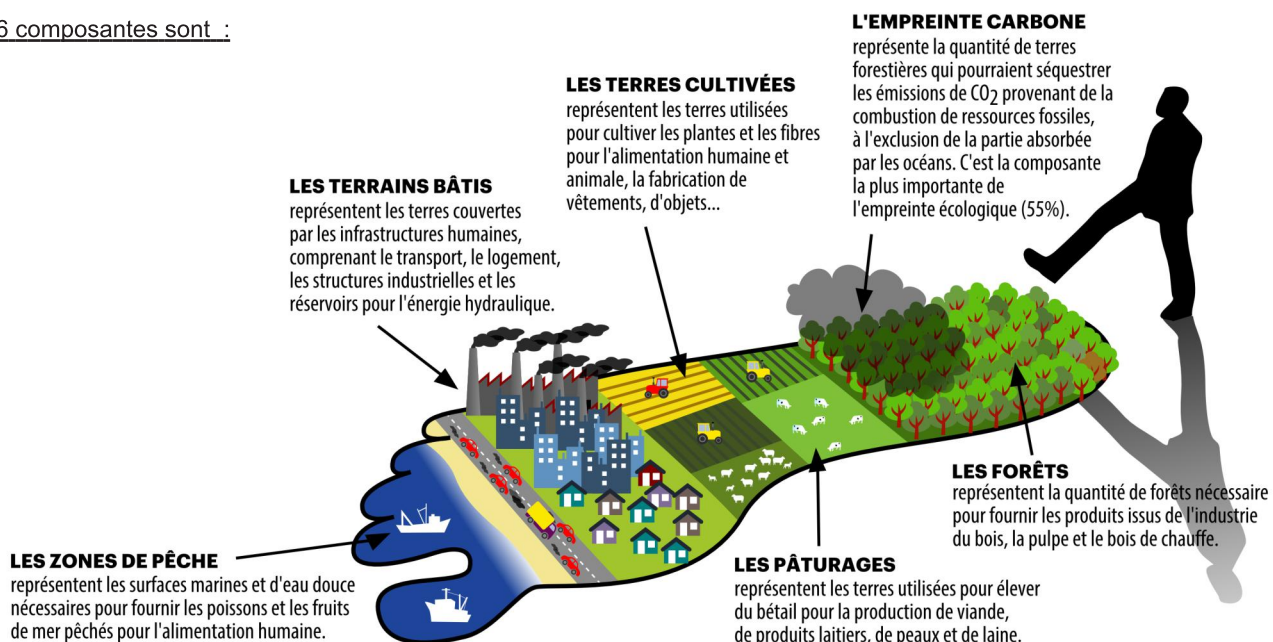 6 composantes sont :
L'EMPREINTE CARBONE
représente la quantité de terres
forestières qui pourraient séquestrer
les émissions de CO2 provenant de la
combustion de ressources fossiles,
à l'exclusion de la partie absorbée
par les océans. C'est la composante
la plus importante de
l'empreinte écologique (55%).
LES TERRES CULTIVÉES
représentent les terres utilisées
pour cultiver les plantes et les fibres
pour l'alimentation humaine et
animale, la fabrication de
vêtements, d'objets...
LES TERRAINS BÂTIS
représentent les terres couvertes
par les infrastructures humaines,
comprenant le transport, le logement,
les structures industrielles et les
réservoirs pour l'énergie hydraulique.
LES FORÊTS
représentent la quantité de forêts nécessaire
pour fournir les produits issus de l'industrie
du bois, la pulpe et le bois de chauffe.
LES ZONES DE PÊCHE
représentent les surfaces marines et d'eau douce
nécessaires pour fournir les poissons et les fruits
de mer pêchés pour l'alimentation humaine.
LES PÂTURAGES
représentent les terres utilisées pour élever
du bétail pour la production de viande,
de produits laitiers, de peaux et de laine.